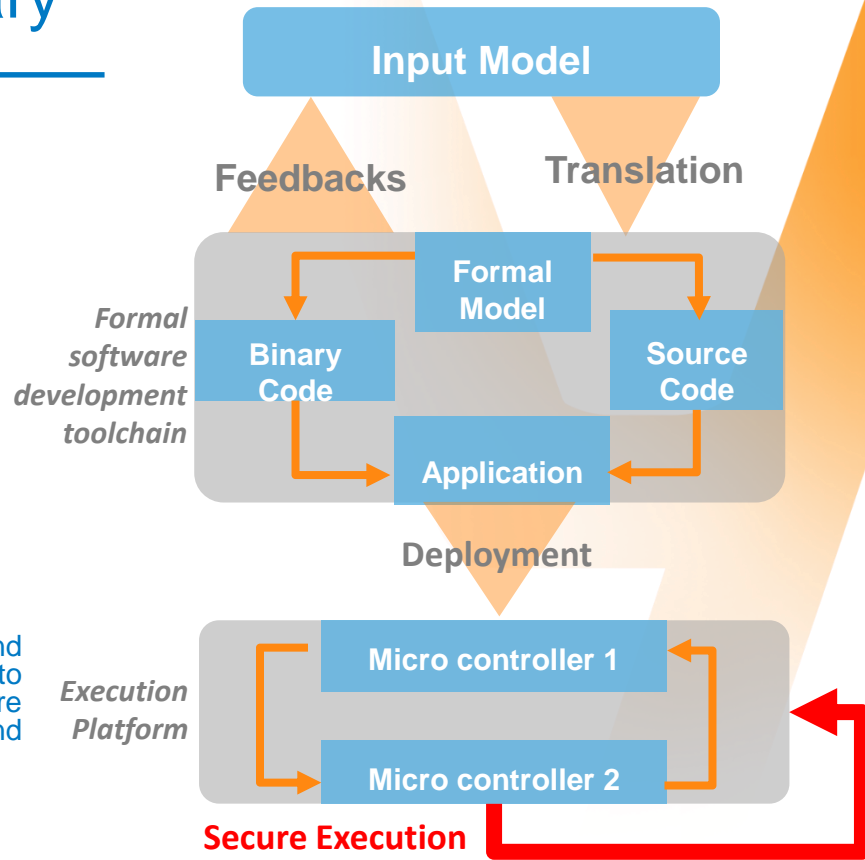 Input Model
Feedbacks
Translation
Formal
Model
Formal
software
development
toolchain
Binary
Code
Source
Code
Application
Deployment
to
Execution
Platform
Micro controller 1
Micro controller 2
Secure Execution